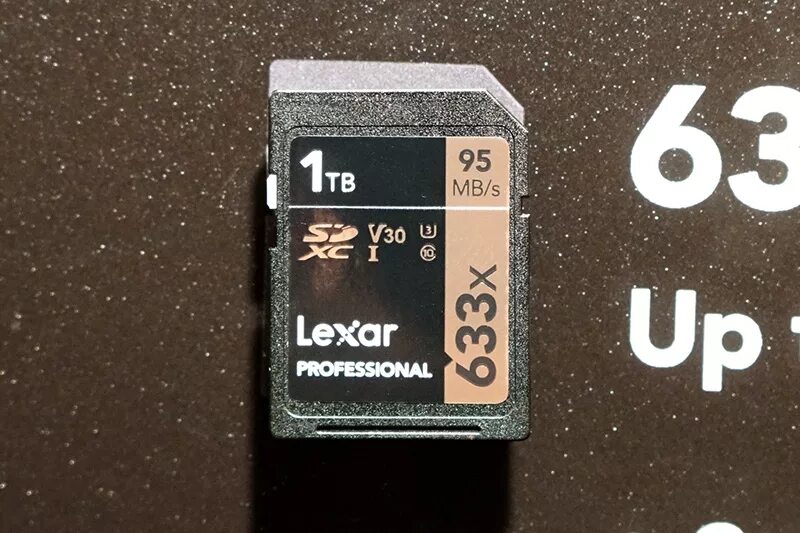 1TB
95
MB/s
SD
XC
V30
I
3
10
633x
Lexar
PROFESSIONAL
63
Up